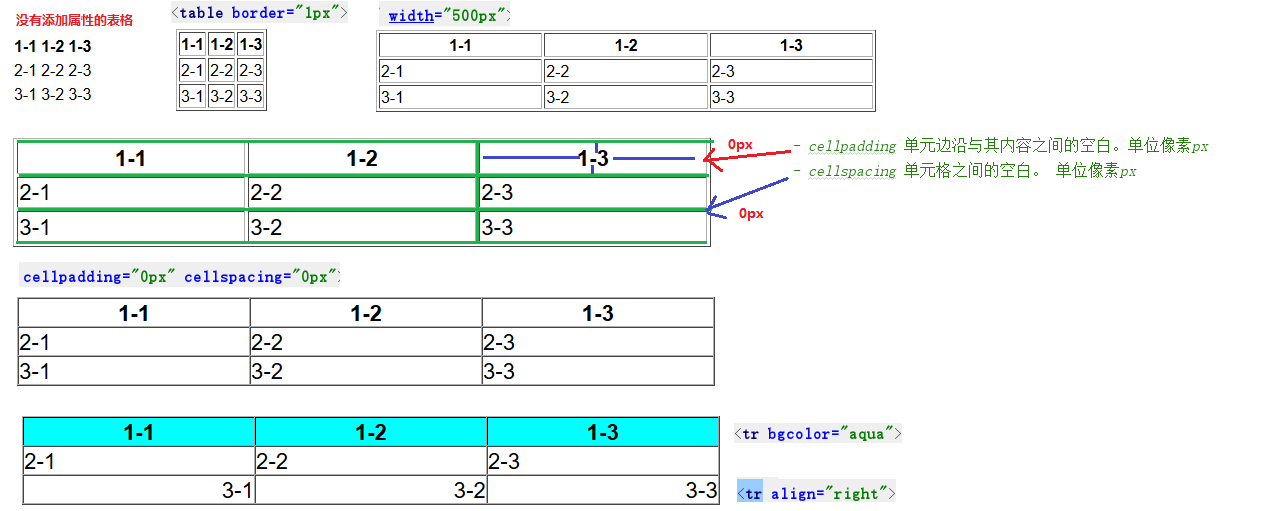 没有添加属性的表格
<table border="1px">
width="500px">
1-1 1-2 1-3
2-1 2-2 2-3
3-1 3-2 3-3
1-1 1-2 1-3
2-1 2-2 2-3
3-1 3-2 3-3
1-1 1-2 1-3
2-1 2-2 2-3
3-1 3-2 3-3
1-1 1-2 1-3
2-1 2-2 2-3
3-1 3-2 3-3
0px
- cellpadding 单元边沿与其内容之间的空白。单位像素px
- cellspacing 单元格之间的空白。 单位像素px
0px
cellpadding="0px" cellspacing="0px">
1-1 1-2 1-3
2-1 2-2 2-3
3-1 3-2 3-3
1-1 1-2 1-3
<tr bgcolor="aqua">
2-1 2-2 2-3
3-1 3-2 3-3
<tr align="right">